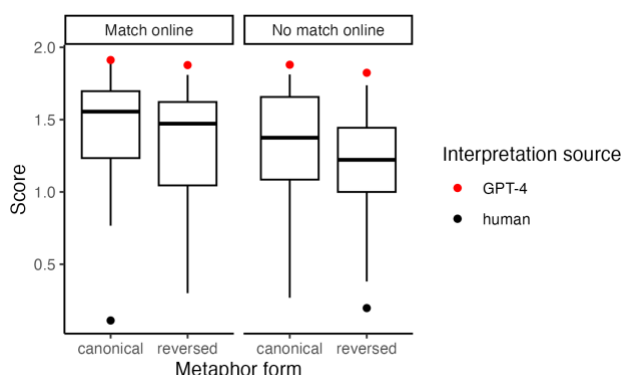 Match online
No match online
2.0
1.5
1.0
0.5
Score
canonical
reversed
canonical
reversed
Metaphor form
Interpretation source
GPT-4
human